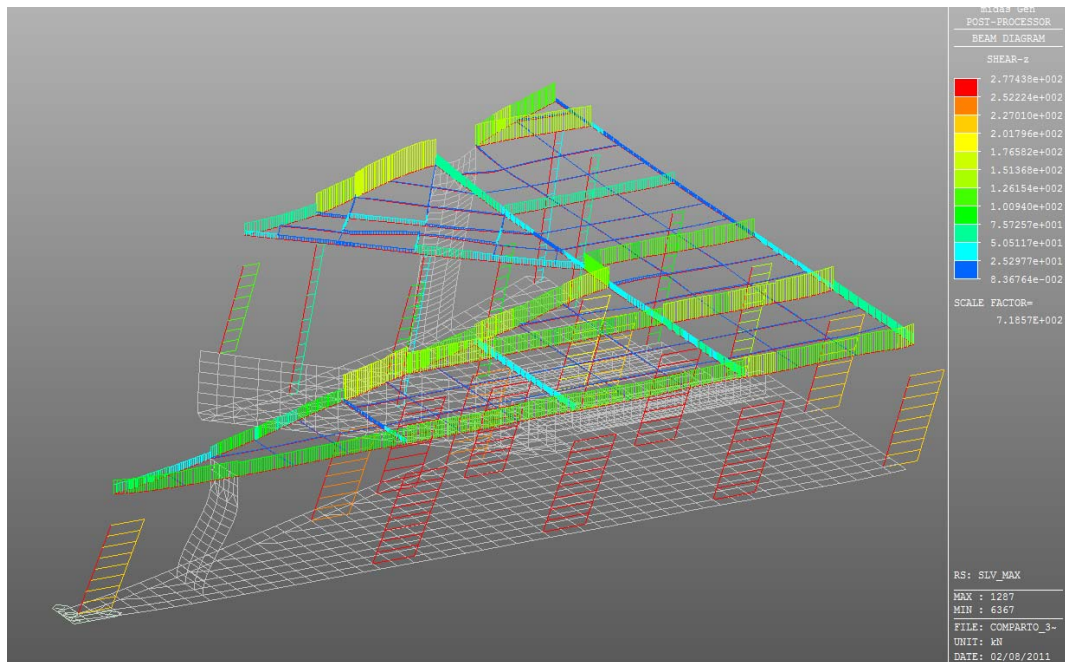 midas Gen
POST-PROCESSOR
BEAM DIAGRAM
SHEAR-z
2.77438e+002
2.52224e+002
2.27010e+002
2.01796e+002
1.76582e+002
1.51368e+002
1.26154e+002
1.00940e+002
7.57257e+001
5.05117e+001
2.52977e+001
8.36764e-002
SCALE FACTOR=
7.1857E+002
RS: SLV_MAX
MAX : 1287
MIN : 6367
FILE: COMPARTO_3~
UNIT: kN
DATE: 02/08/2011